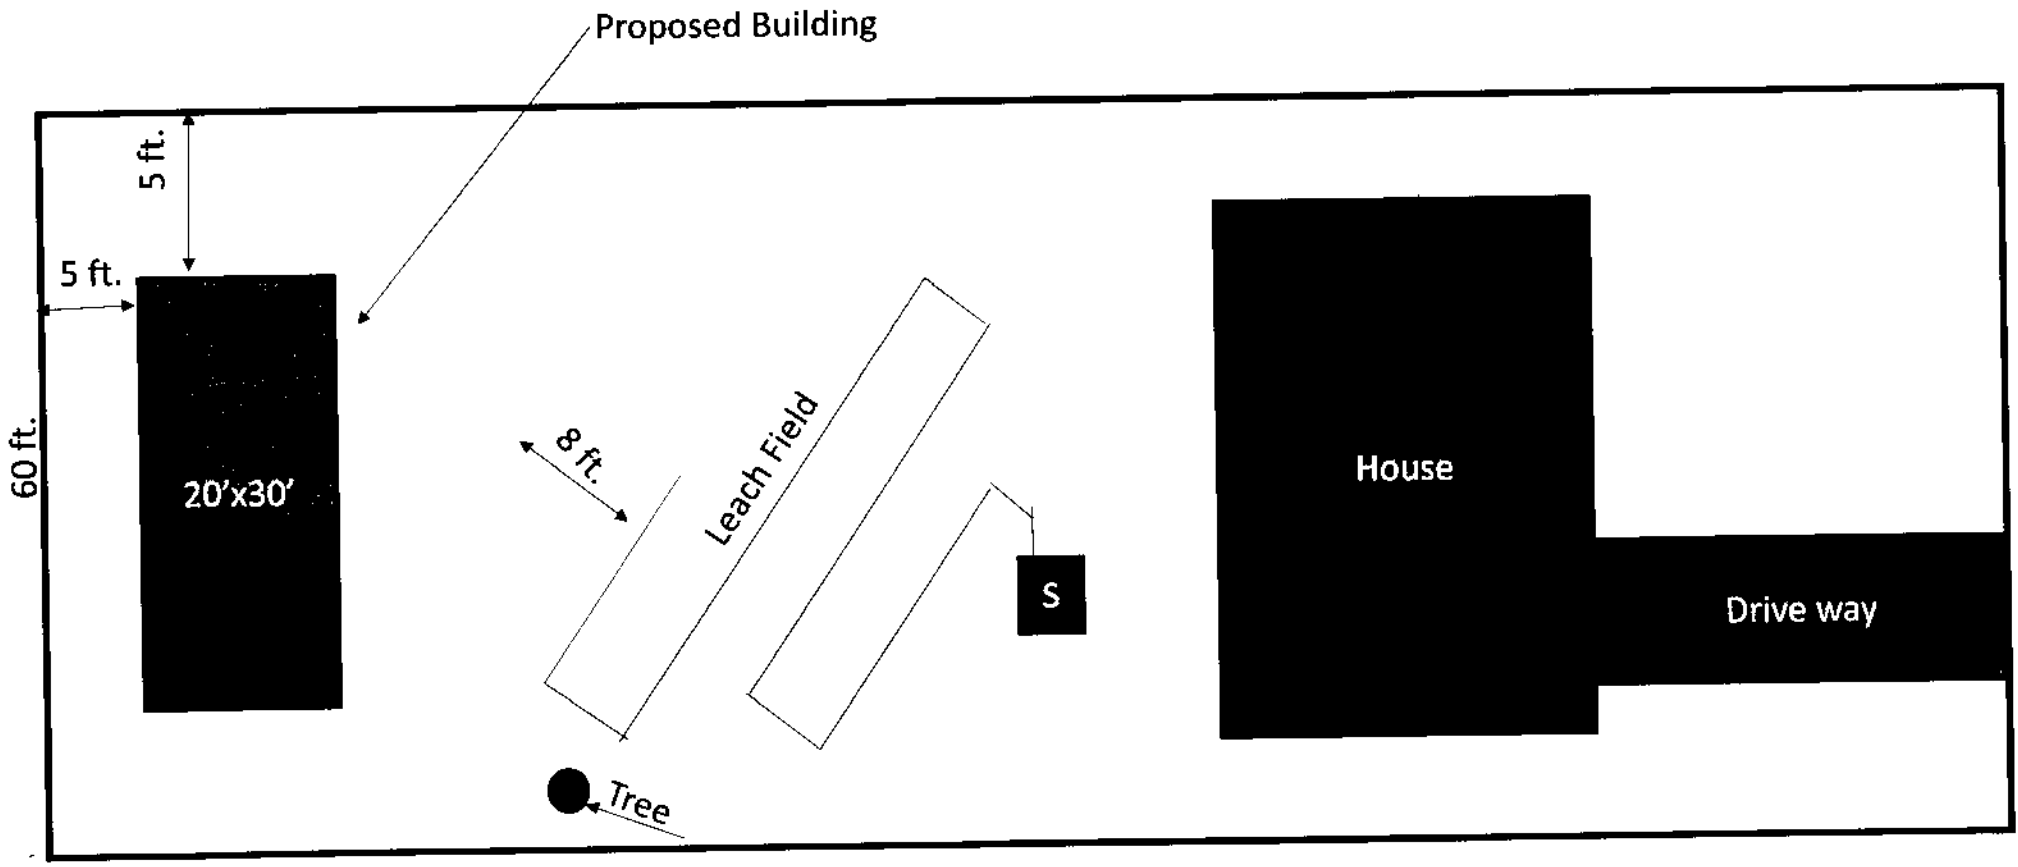 Proposed Building
5 ft.
5 ft.
60 ft.
20'x30'
8 ft.
Leach Field
S
House
Drive way
Tree